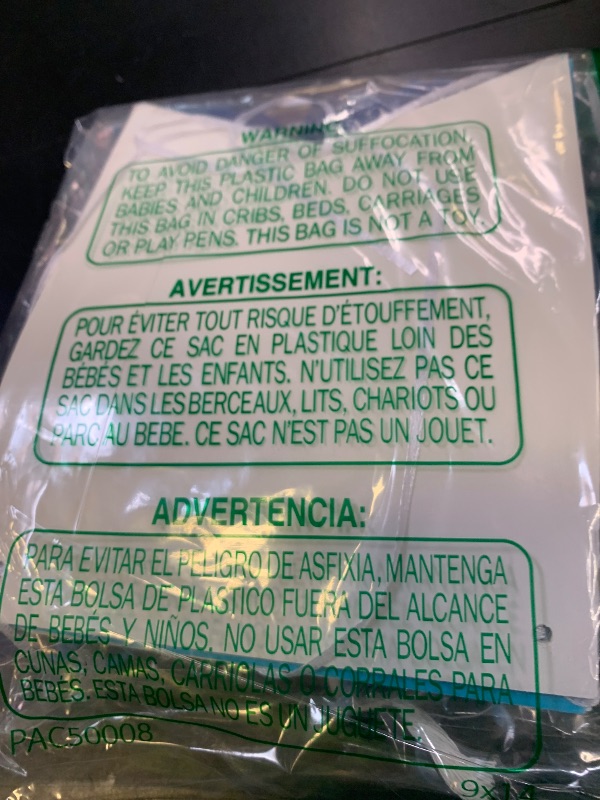 WARNING
TO AVOID DANGER OF SUFFOCATION,
KEEP THIS PLASTIC BAG AWAY FROM
BABIES AND CHILDREN. DO NOT USE
THIS BAG IN CRIBS, BEDS, CARRIAGES
OR PLAY PENS. THIS BAG IS NOT A TOY.
AVERTISSEMENT:
POUR ÉVITER TOUT RISQUE D'ÉTOUFFEMENT,
GARDEZ CE SAC EN PLASTIQUE LOIN DES
BÉBÉS ET LES ENFANTS. N'UTILISEZ PAS CE
SAC DANS LES BERCEAUX, LITS, CHARIOTS OU
PARC AU BEBE. CE SAC N'EST PAS UN JOUET.
ADVERTENCIA:
PARA EVITAR EL PELIGRO DE ASFIXIA, MANTENGA
ESTA BOLSA DE PLASTICO FUERA DEL ALCANCE
DE BEBÉS Y NIÑOS. NO USAR ESTA BOLSA EN
CUNAS, CAMAS, CARRIOLAS O CORRALES PARA
BEBÉS. ESTA BOLSA NO ES UN JUGUETE.
PAC50008
9x14